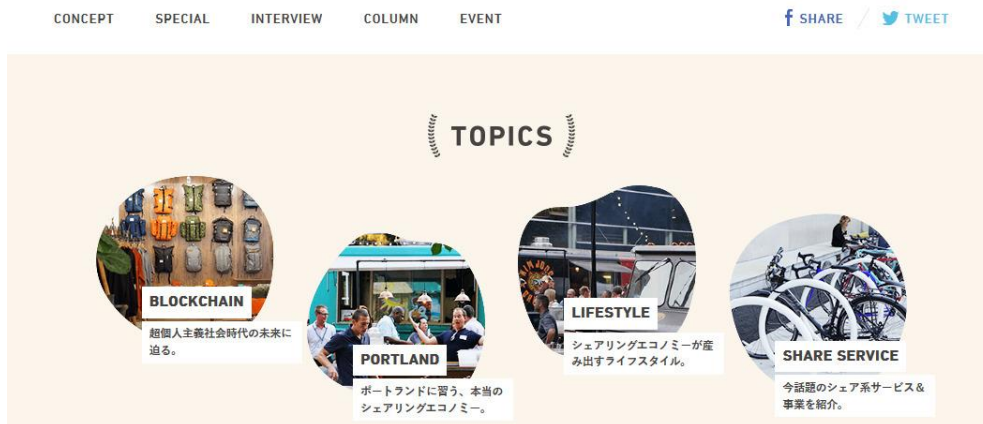 CONCEPT SPECIAL INTERVIEW COLUMN EVENT SHARE TWEET
TOPICS
BLOCKCHAIN
超個人主義社会時代の未来に
迫る。
PORTLAND
ポートランドに習う、本当の
シェアリングエコノミー。
LIFESTYLE
シェアリングエコノミーが産
み出すライフスタイル。
SHARE SERVICE
今話題のシェア系サービス＆
事業を紹介。